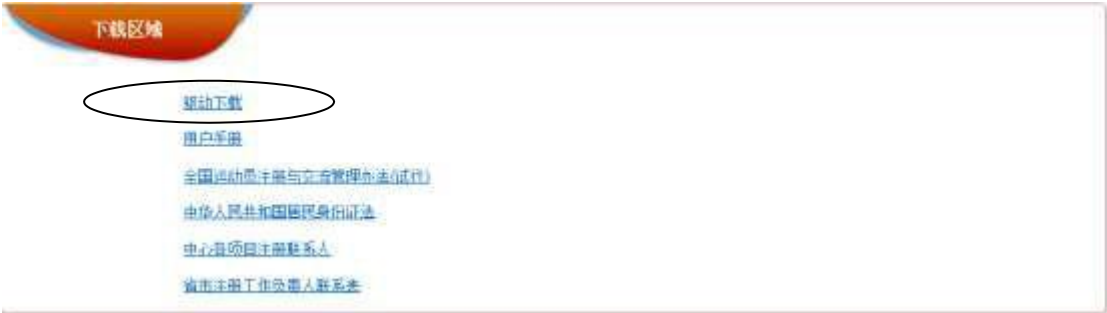 下载区域
驱动下载
用户手册
全国运动员注册与交流管理办法(试行)
中华人民共和国居民身份证法
中心各项目注册联系人
省市注册工作负责人联系表